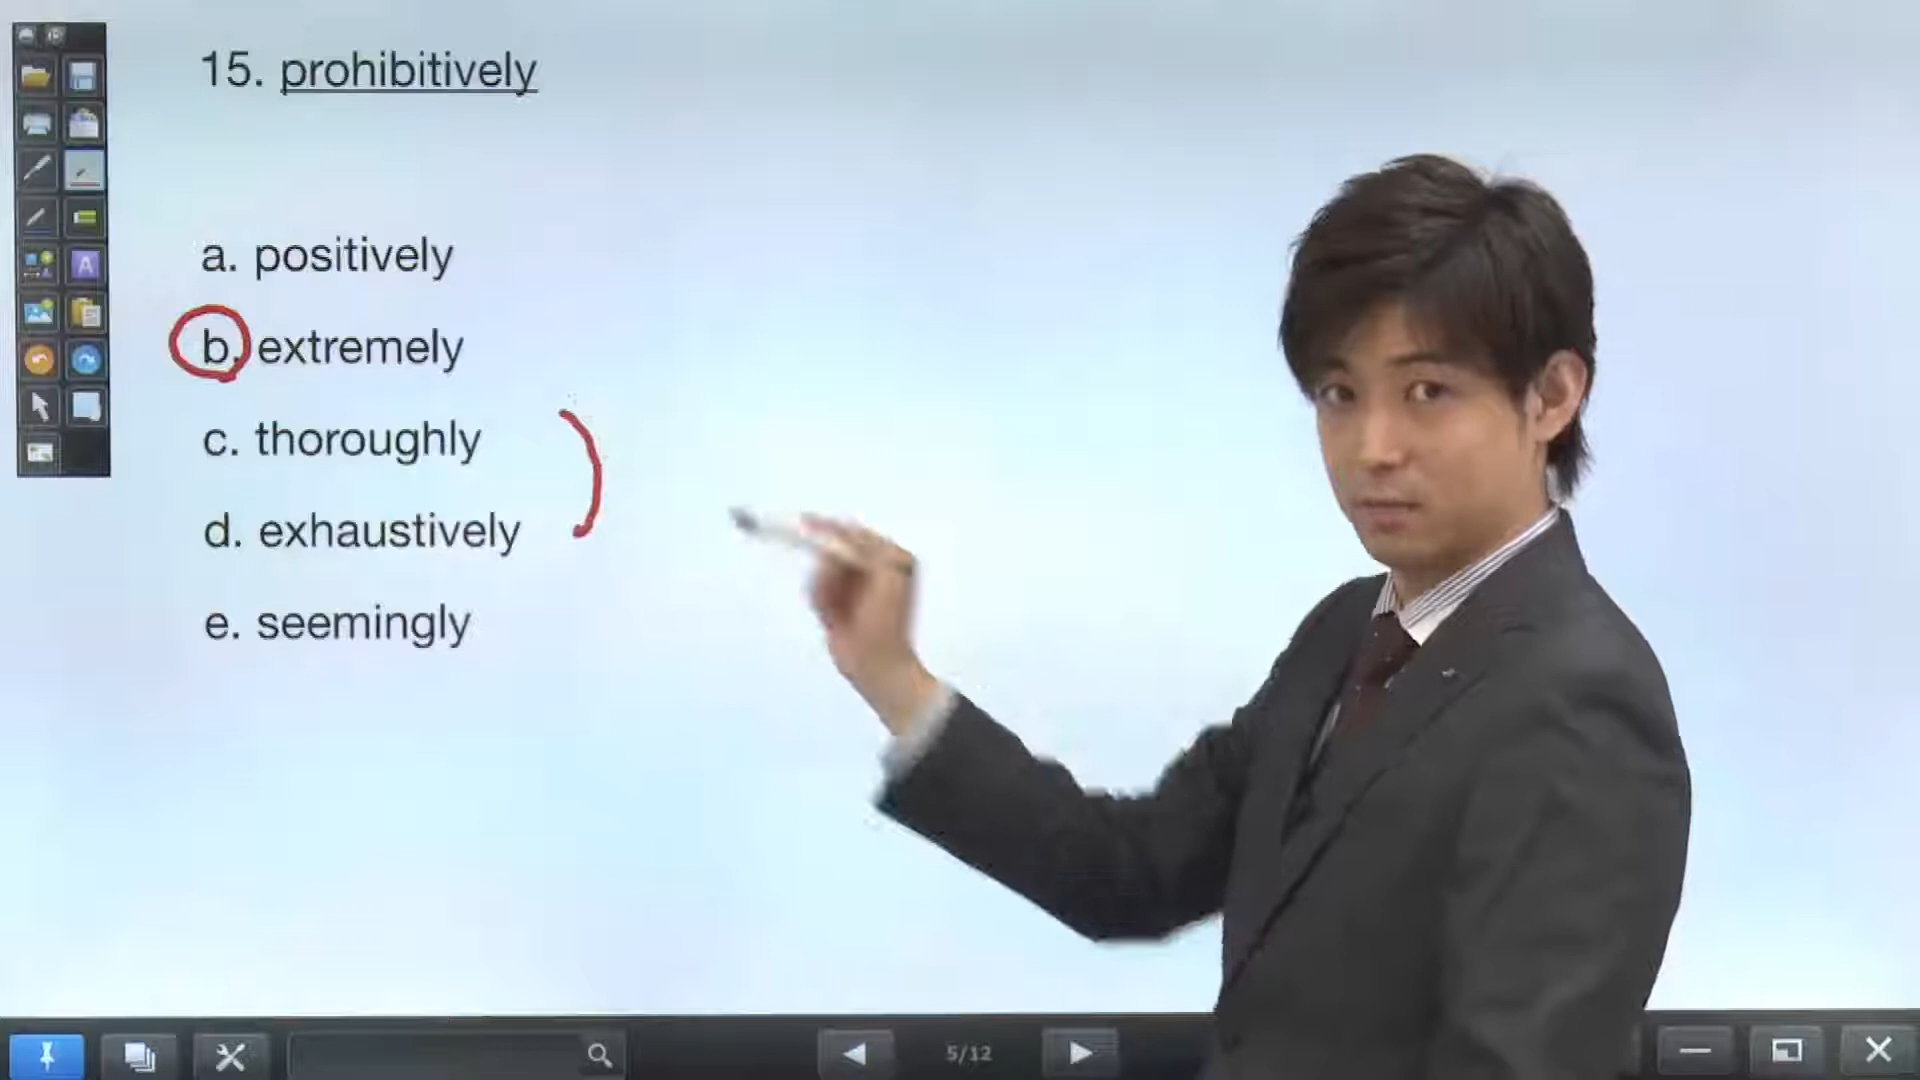 15. prohibitively
a. positively
b. extremely
c. thoroughly
d. exhaustively
e. seemingly
A
5/12